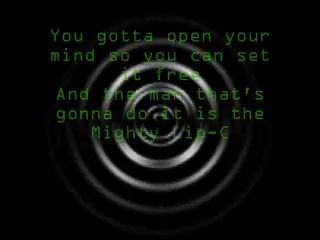 You gotta open your
mind so you can set
it free
And the man that's
gonna do it is the
Mighty Zip-C